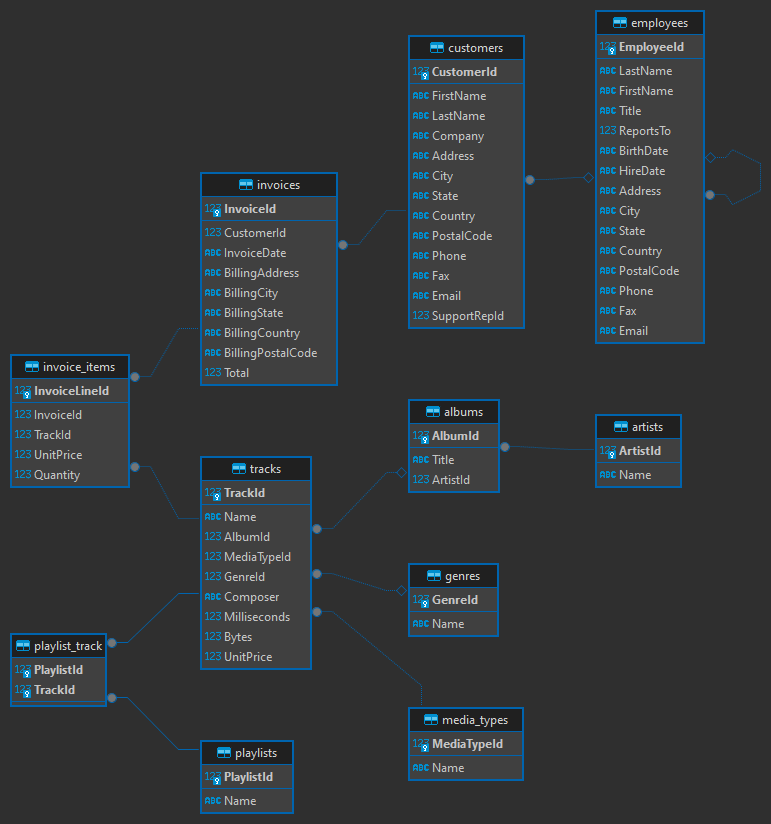 employees
123 EmployeeId
ABC LastName
ABC FirstName
ABC Title
123 ReportsTo
ABC BirthDate
ABC HireDate
ABC Address
ABC City
ABC State
ABC Country
ABC PostalCode
ABC Phone
ABC Fax
ABC Email
customers
123 CustomerId
ABC FirstName
ABC LastName
ABC Company
ABC Address
ABC City
ABC State
ABC Country
ABC PostalCode
ABC Phone
ABC Fax
ABC Email
123 SupportRepId
invoices
123 InvoiceId
123 CustomerId
ABC InvoiceDate
ABC BillingAddress
ABC BillingCity
ABC BillingState
ABC BillingCountry
ABC BillingPostalCode
123 Total
invoice_items
123 InvoiceLineId
123 InvoiceId
123 TrackId
123 UnitPrice
123 Quantity
albums
123 AlbumId
ABC Title
123 ArtistId
artists
123 ArtistId
ABC Name
tracks
123 TrackId
ABC Name
123 AlbumId
123 MediaTypeId
123 GenreId
ABC Composer
123 Milliseconds
123 Bytes
123 UnitPrice
genres
123 GenreId
ABC Name
playlist_track
123 PlaylistId
123 TrackId
media_types
123 MediaTypeId
ABC Name
playlists
123 PlaylistId
ABC Name